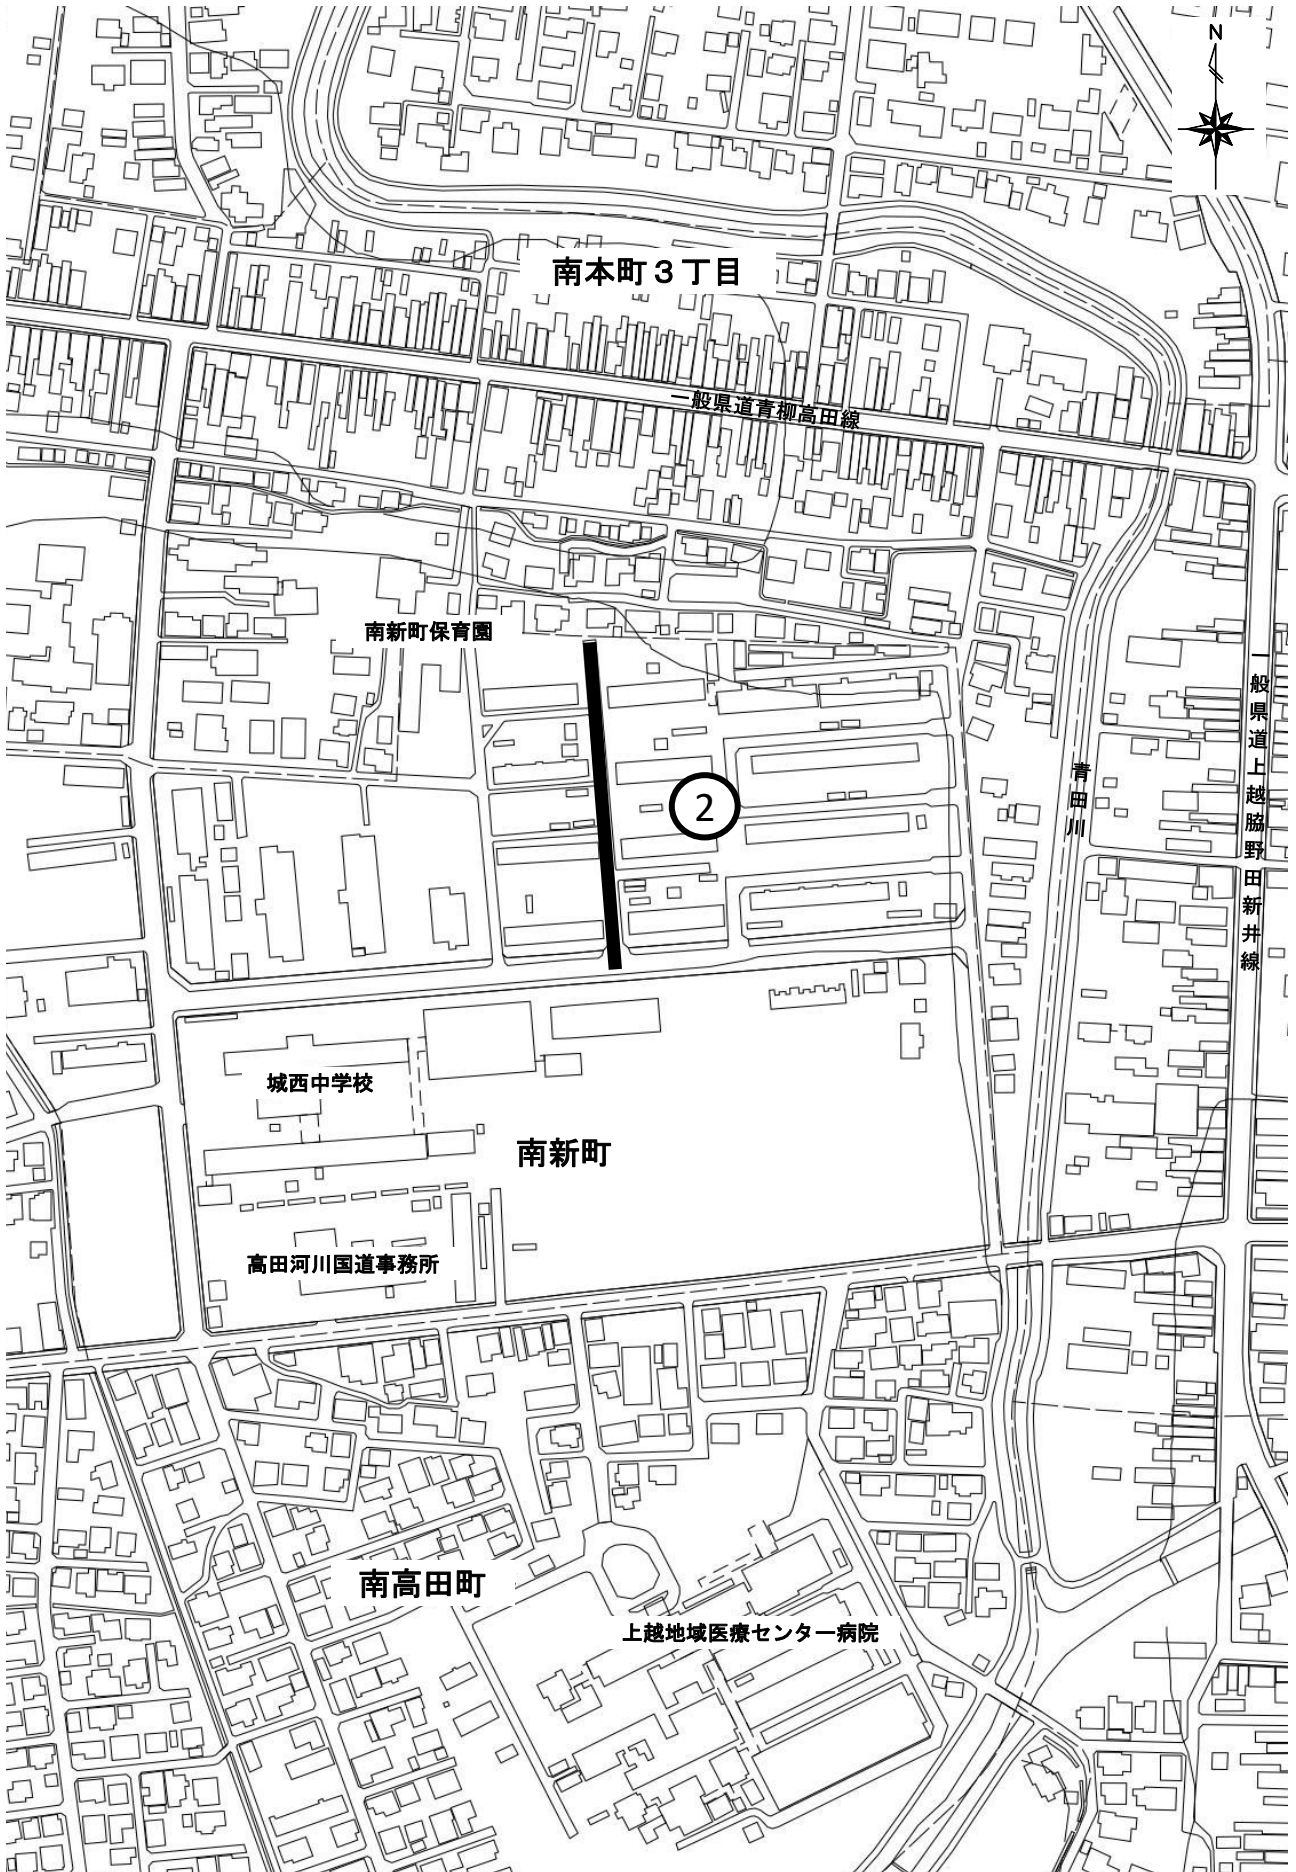 N
南本町３丁目
一般県道青柳高田線
南新町保育園
一般県道上越脇野田新井線
青田川
2
城西中学校
南新町
高田河川国道事務所
南高田町
上越地域医療センター病院